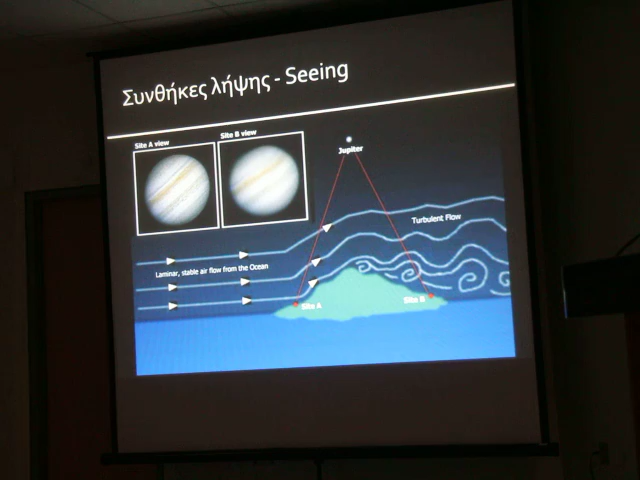 Συνθήκες λήψης - Seeing
Site A view
Site B view
Jupiter
Turbulent Flow
Laminar, stable air flow from the Ocean
Site A
Site B